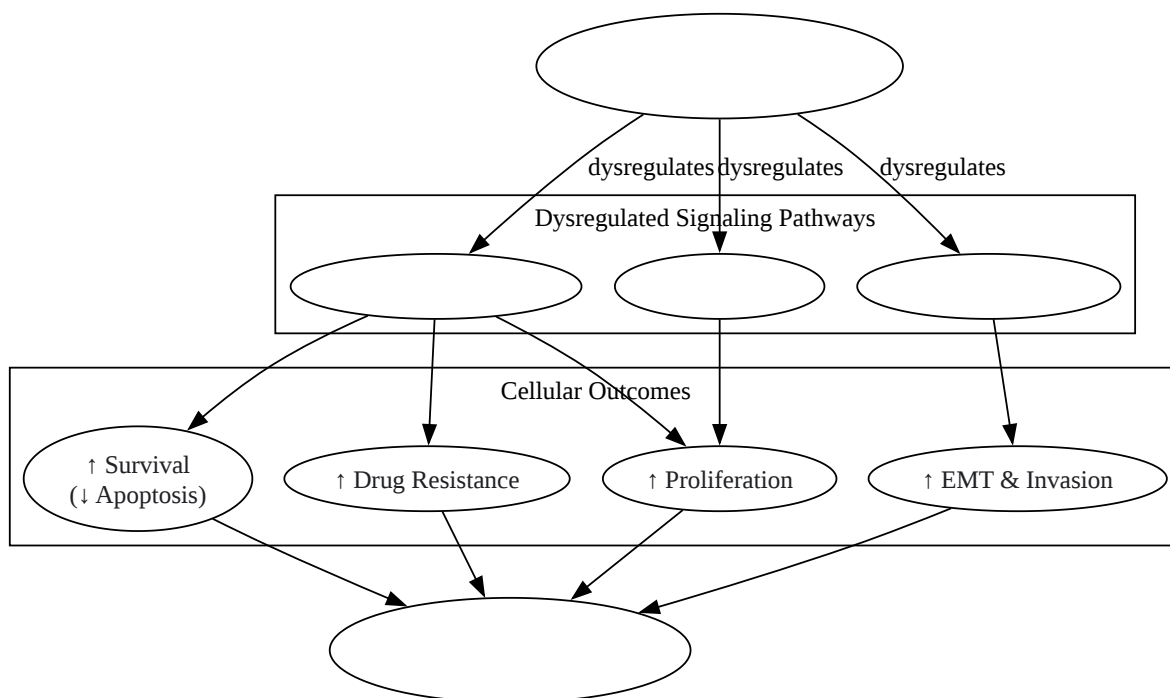 dysregulates
dysregulates
dysregulates
Dysregulated Signaling Pathways
Cellular Outcomes
↑ Survival
(↓ Apoptosis)
↑ Drug Resistance
↑ Proliferation
↑ EMT & Invasion